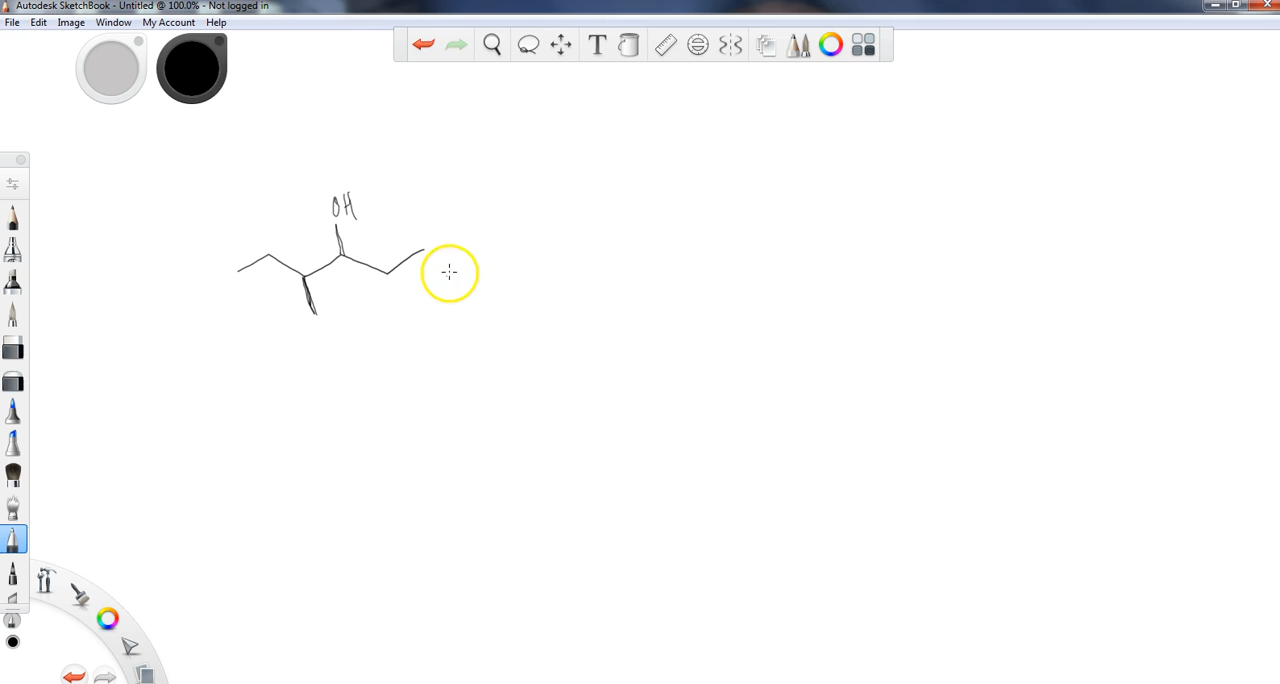 Autodesk SketchBook - Untitled @ 100.0% - Not logged in
File Edit Image Window My Account Help
T
OH